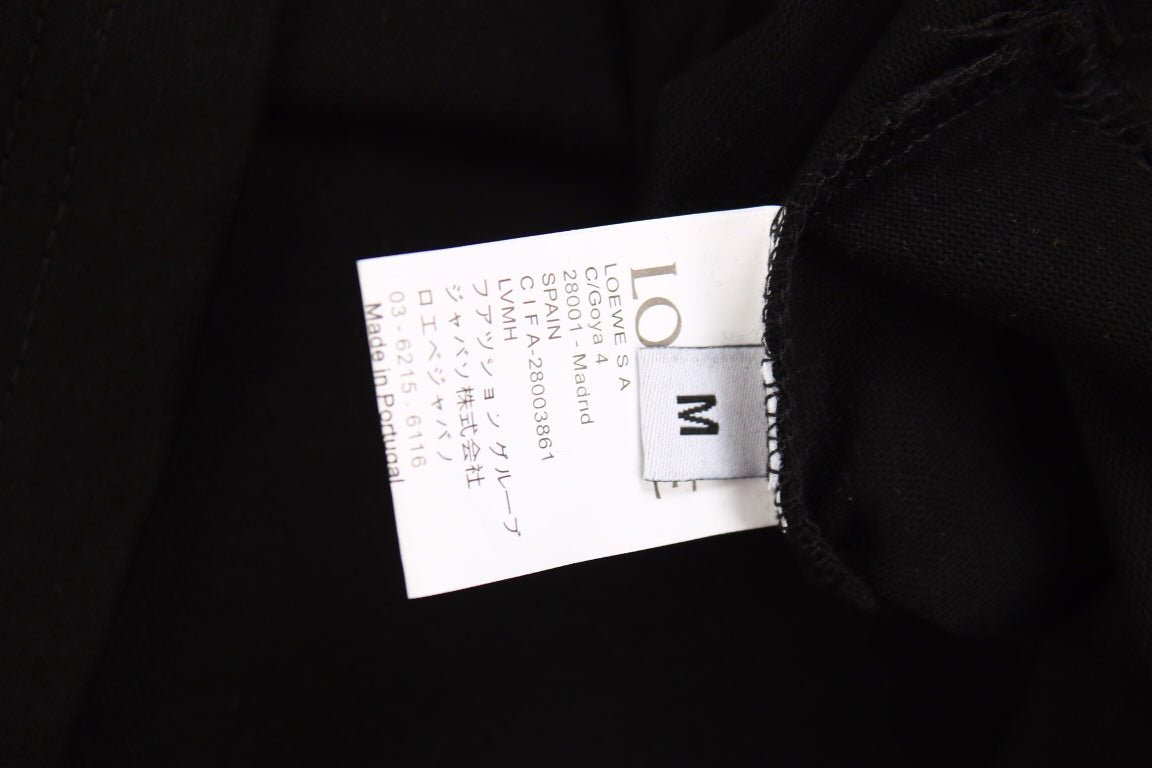 LO
M
LOEWE S A
C/Goya 4
28001 - Madrid
SPAIN
C I F A-28003861
LVMH
フアツション グループ
ジャパン株式会社
ロエベジャパン
03 - 6215 - 6116
Made in Portugal